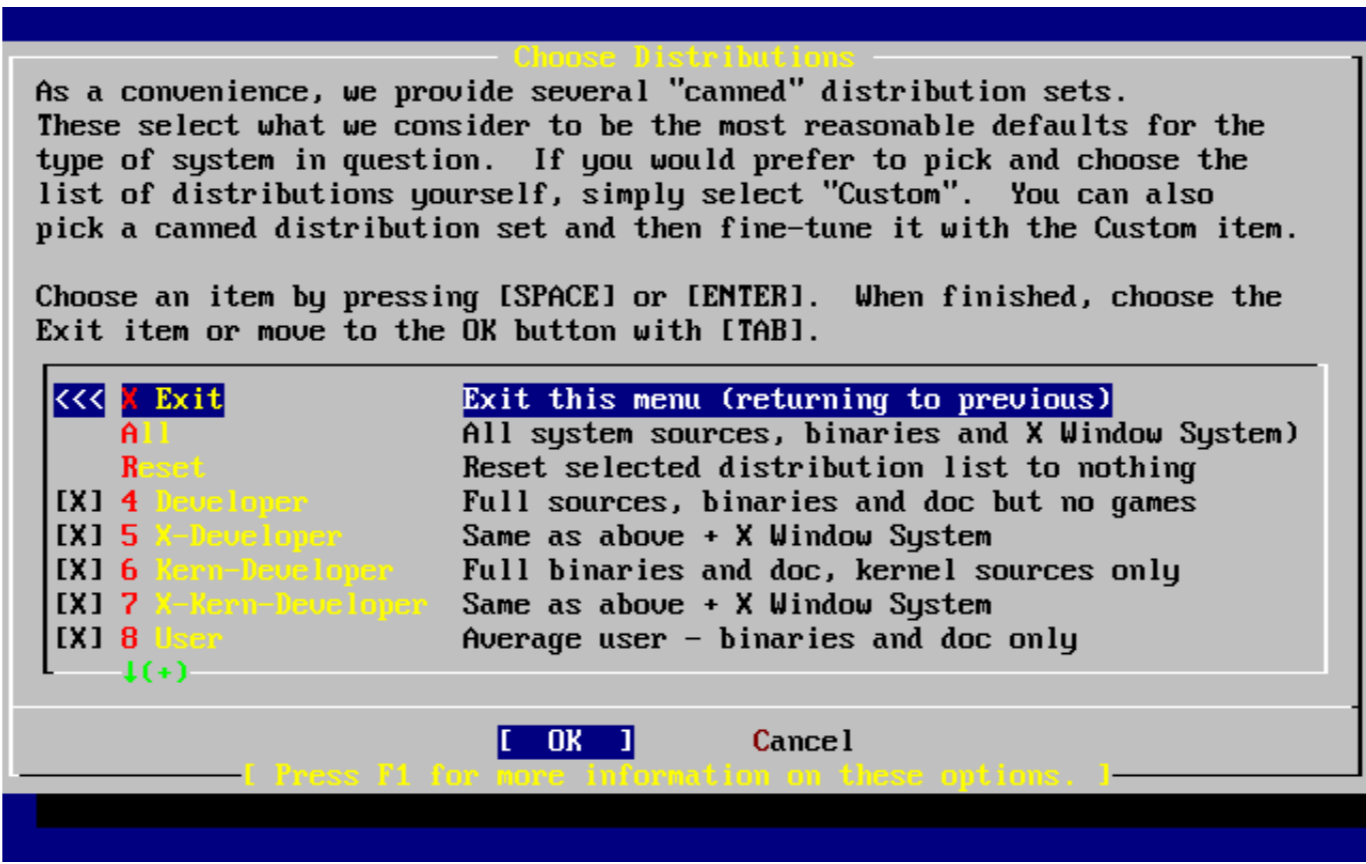 Choose Distributions
As a convenience, we provide several "canned" distribution sets.
These select what we consider to be the most reasonable defaults for the
type of system in question.  If you would prefer to pick and choose the
list of distributions yourself, simply select "Custom".  You can also
pick a canned distribution set and then fine-tune it with the Custom item.
Choose an item by pressing [SPACE] or [ENTER].  When finished, choose the
Exit item or move to the OK button with [TAB].
<<< X Exit Exit this menu (returning to previous)
All All system sources, binaries and X Window System)
Reset Reset selected distribution list to nothing
[X] 4 Developer Full sources, binaries and doc but no games
[X] 5 X-Developer Same as above + X Window System
[X] 6 Kern-Developer Full binaries and doc, kernel sources only
[X] 7 X-Kern-Developer Same as above + X Window System
[X] 8 User Average user - binaries and doc only
↓(+)
[ OK ] Cancel
[ Press F1 for more information on these options. ]